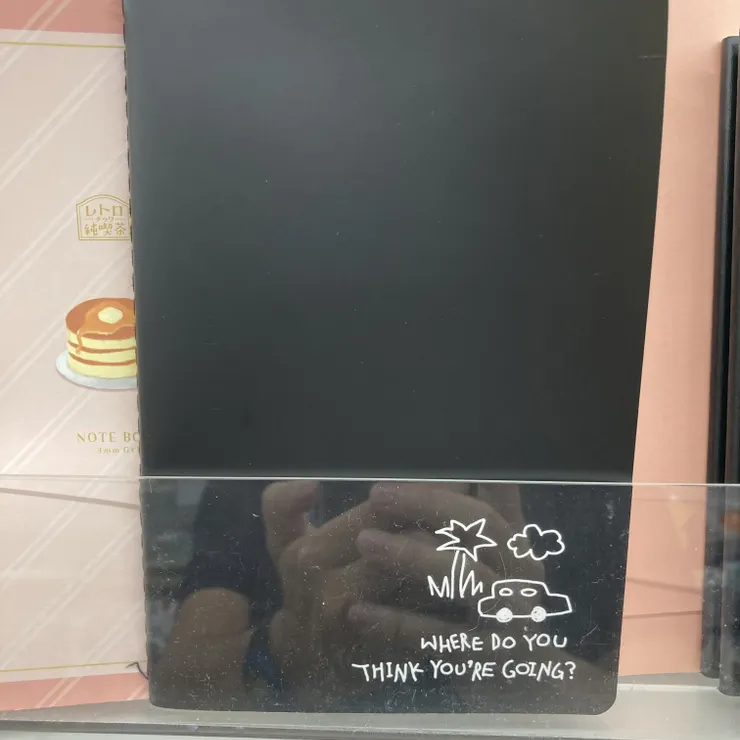 レトロ
純喫茶
NOTE BO
WHERE DO YOU
THINK YOU'RE GOING?